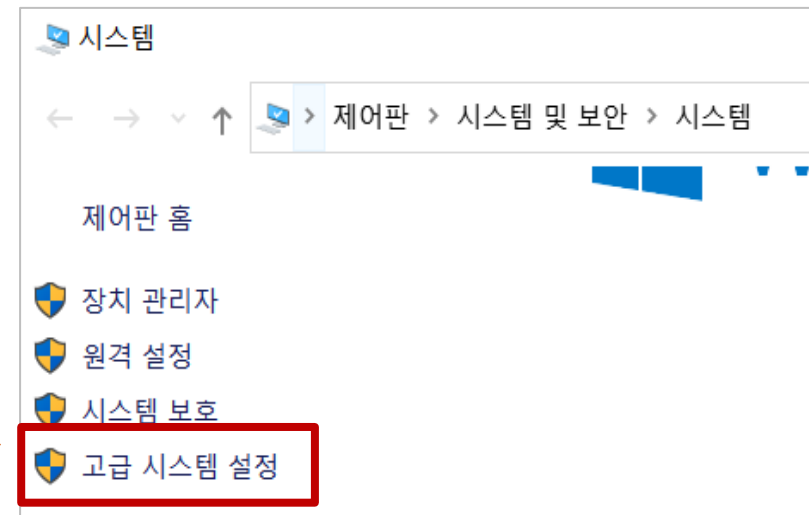 시스템
제어판 > 시스템 및 보안 > 시스템
제어판 홈
장치 관리자
원격 설정
시스템 보호
고급 시스템 설정